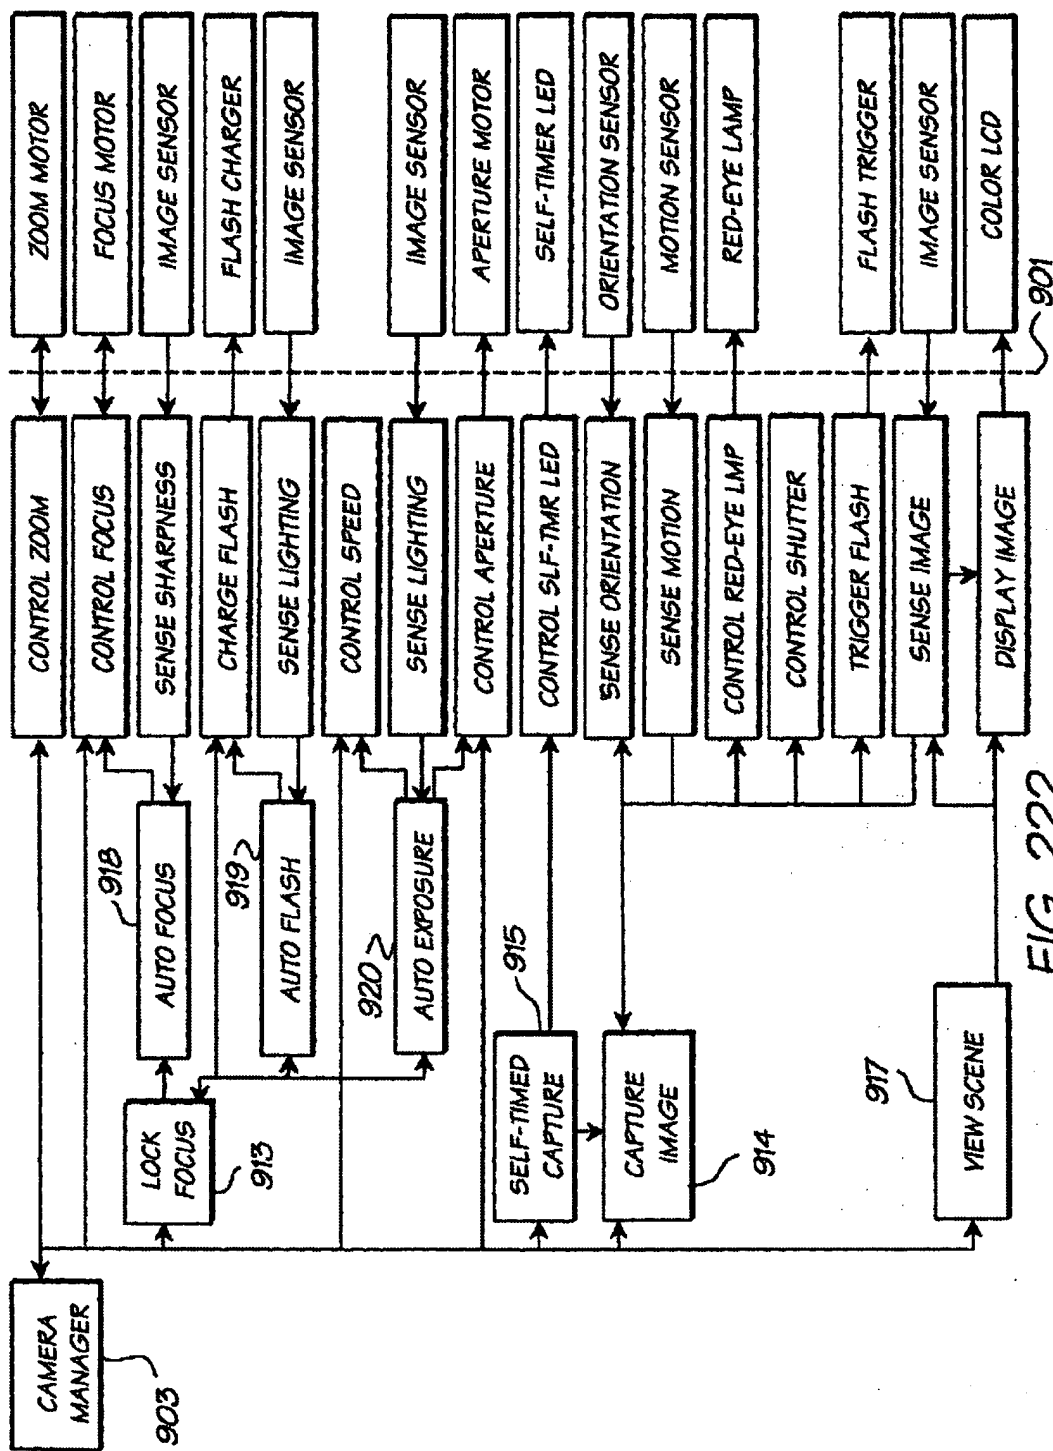 CAMERA
MANAGER
903
LOCK
FOCUS
913
SELF-TIMED
CAPTURE
915
CAPTURE
IMAGE
914
VIEW SCENE
917
AUTO FOCUS
918
AUTO FLASH
919
AUTO EXPOSURE
920
CONTROL ZOOM
CONTROL FOCUS
SENSE SHARPNESS
CHARGE FLASH
SENSE LIGHTING
CONTROL SPEED
SENSE LIGHTING
CONTROL APERTURE
CONTROL SLF-TMR LED
SENSE ORIENTATION
SENSE MOTION
CONTROL RED-EYE LMP
CONTROL SHUTTER
TRIGGER FLASH
SENSE IMAGE
DISPLAY IMAGE
ZOOM MOTOR
FOCUS MOTOR
IMAGE SENSOR
FLASH CHARGER
IMAGE SENSOR
IMAGE SENSOR
APERTURE MOTOR
SELF-TIMER LED
ORIENTATION SENSOR
MOTION SENSOR
RED-EYE LAMP
FLASH TRIGGER
IMAGE SENSOR
COLOR LCD
901
FIG. 222